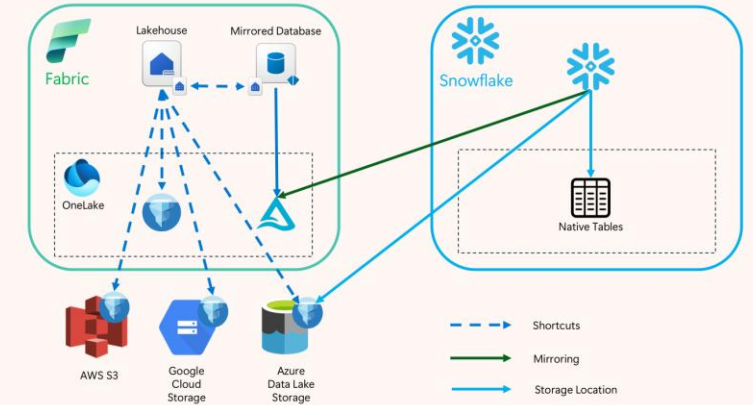 Lakehouse
Mirrored Database
Fabric
Snowflake
OneLake
Native Tables
AWS S3
Google
Cloud
Storage
Azure
Data Lake
Storage
Shortcuts
Mirroring
Storage Location